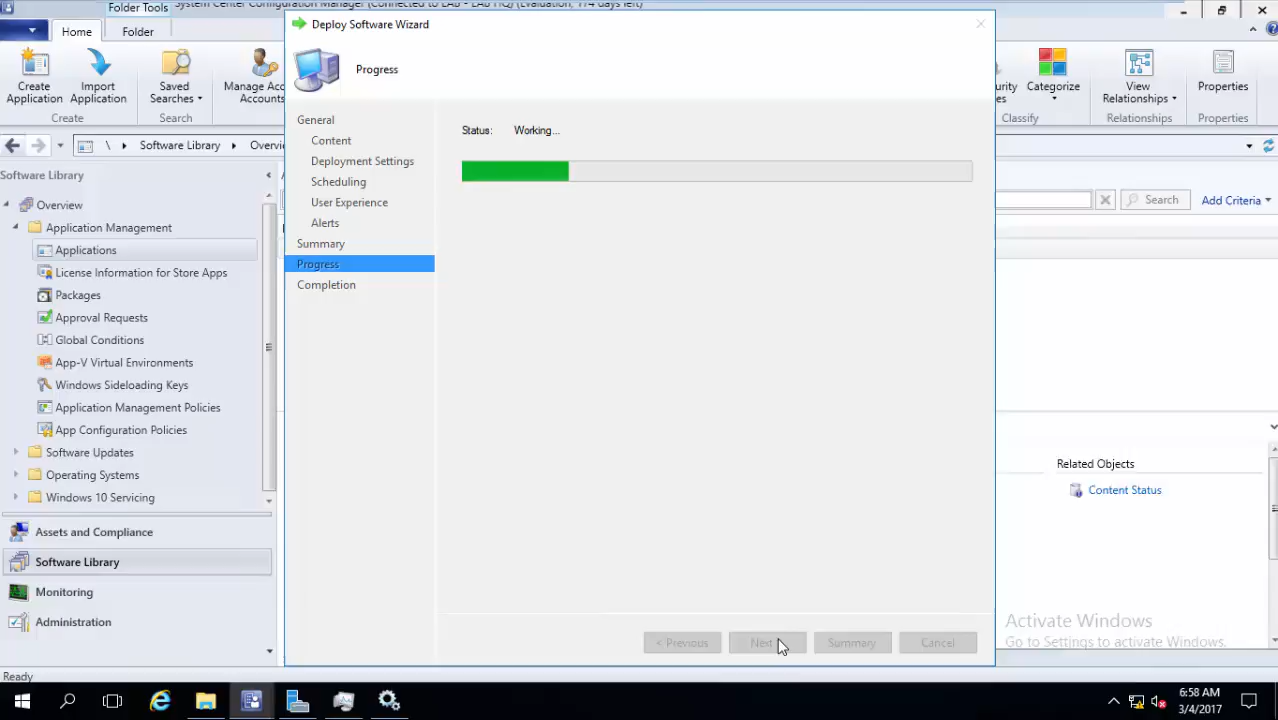 Folder Tools
System Center Configuration Manager (Connected to LAB - LAB HQ) (Evaluation, 174 days left)
Home
Folder
Deploy Software Wizard
Progress
Create
Application
Import
Application
Saved
Searches
Manage
Accounts
Categorize
View
Relationships
Properties
Create
Search
Classify
Relationships
Properties
\ Software Library
Software Library
Overview
Application Management
Applications
License Information for Store Apps
Packages
Approval Requests
Global Conditions
App-V Virtual Environments
Windows Sideloading Keys
Application Management Policies
App Configuration Policies
Software Updates
Operating Systems
Windows 10 Servicing
Assets and Compliance
Software Library
Monitoring
Administration
Ready
General
Content
Deployment Settings
Scheduling
User Experience
Alerts
Summary
Progress
Completion
Status: Working...
< Previous
Next
Summary
Cancel
Search
Add Criteria
Related Objects
Content Status
Activate Windows
Go to Settings to activate Windows.
6:58 AM
3/4/2017